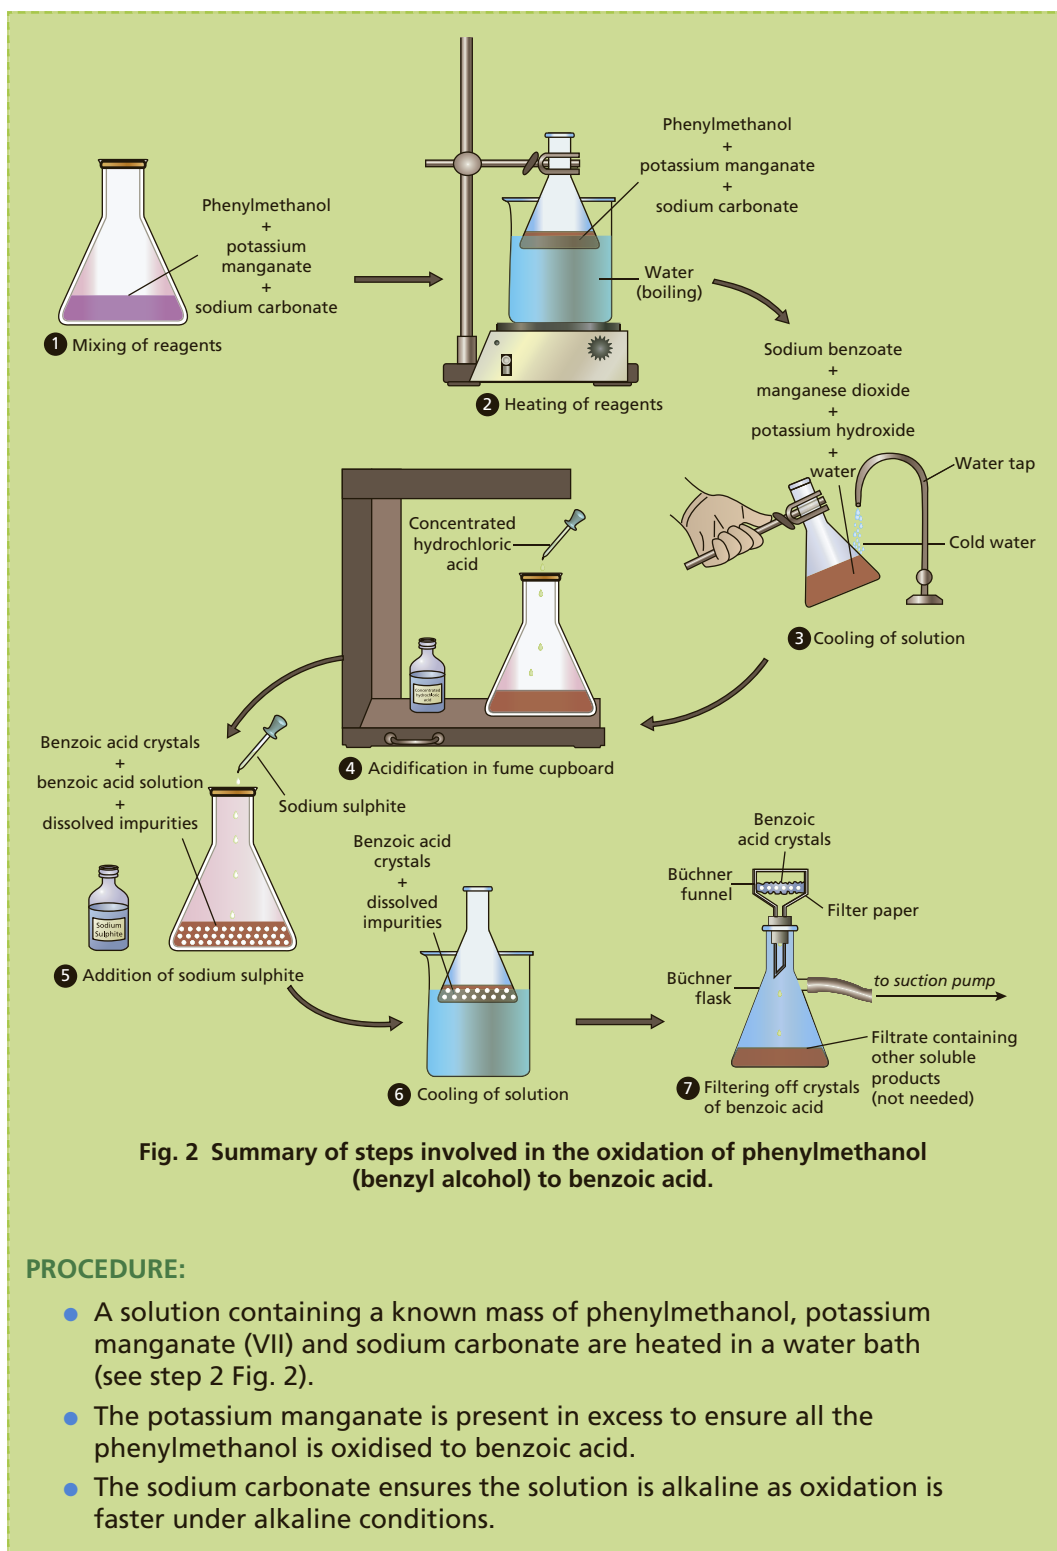 Phenylmethanol
+
potassium
manganate
+
sodium carbonate
1 Mixing of reagents
Phenylmethanol
+
potassium manganate
+
sodium carbonate
Water
(boiling)
2 Heating of reagents
Sodium benzoate
+
manganese dioxide
+
potassium hydroxide
+
water
Water tap
Cold water
3 Cooling of solution
Concentrated
hydrochloric
acid
Concentrated
hydrochloric
acid
4 Acidification in fume cupboard
Benzoic acid crystals
+
benzoic acid solution
+
dissolved impurities
Sodium sulphite
Sodium
Sulphite
5 Addition of sodium sulphite
Benzoic acid
crystals
+
dissolved
impurities
6 Cooling of solution
Benzoic
acid crystals
Büchner
funnel
Filter paper
Büchner
flask
to suction pump
Filtrate containing
other soluble
products
(not needed)
7 Filtering off crystals
of benzoic acid
Fig. 2 Summary of steps involved in the oxidation of phenylmethanol
(benzyl alcohol) to benzoic acid.
PROCEDURE:
● A solution containing a known mass of phenylmethanol, potassium
manganate (VII) and sodium carbonate are heated in a water bath
(see step 2 Fig. 2).
● The potassium manganate is present in excess to ensure all the
phenylmethanol is oxidised to benzoic acid.
● The sodium carbonate ensures the solution is alkaline as oxidation is
faster under alkaline conditions.